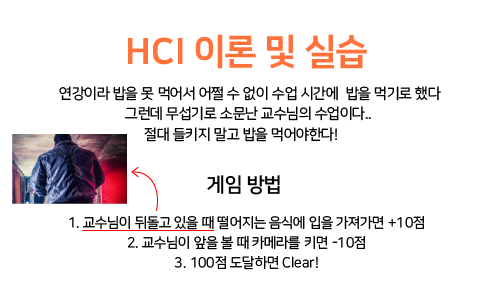 HCI 이론 및 실습
연강이라 밥을 못 먹어서 어쩔 수 없이 수업 시간에 밥을 먹기로 했다
그런데 무섭기로 소문난 교수님의 수업이다..
절대 들키지 말고 밥을 먹어야한다!
게임 방법
1. 교수님이 뒤돌고 있을 때 떨어지는 음식에 입을 가져가면 +10점
2. 교수님이 앞을 볼 때 카메라를 키면 -10점
3. 100점 도달하면 Clear!